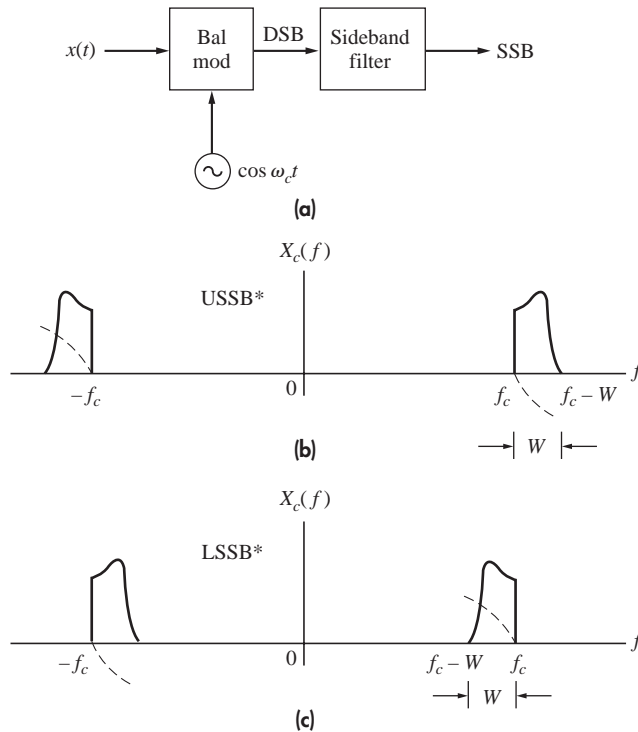 x(t)
Bal mod
DSB
Sideband filter
SSB
cos ω_c t
(a)
X_c(f)
USSB*
−f_c
0
f_c
f_c − W
f
W
(b)
X_c(f)
LSSB*
−f_c
0
f_c − W
f_c
f
W
(c)